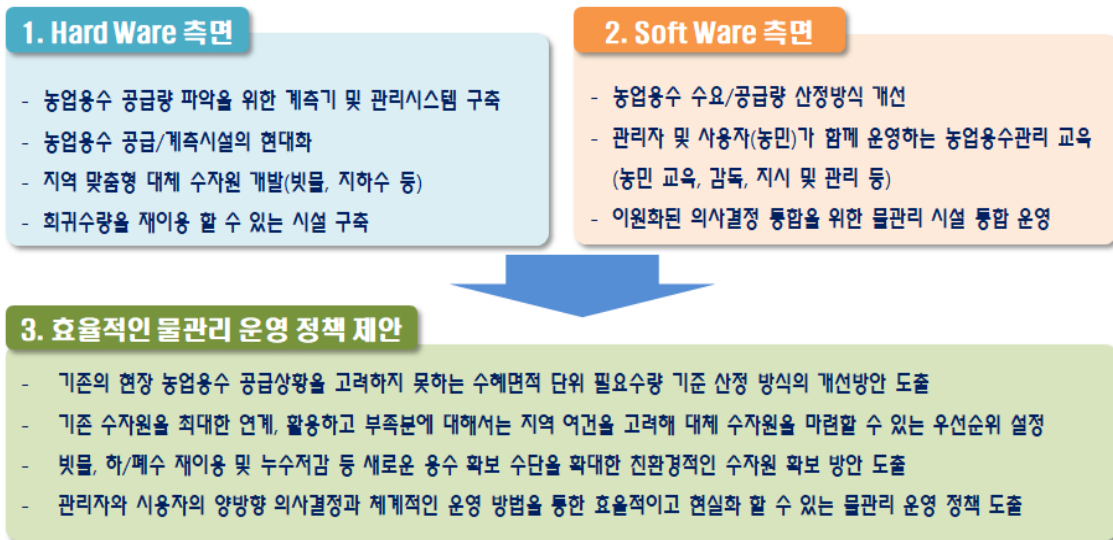 1. Hard Ware 측면
- 농업용수 공급량 파악을 위한 계측기 및 관리시스템 구축
- 농업용수 공급/계측시설의 현대화
- 지역 맞춤형 대체 수자원 개발(빗물, 지하수 등)
- 회귀수량을 재이용 할 수 있는 시설 구축
2. Soft Ware 측면
- 농업용수 수요/공급량 산정방식 개선
- 관리자 및 사용자(농민)가 함께 운영하는 농업용수관리 교육
(농민 교육, 감독, 지시 및 관리 등)
- 이원화된 의사결정 통합을 위한 물관리 시설 통합 운영
3. 효율적인 물관리 운영 정책 제안
- 기존의 현장 농업용수 공급상황을 고려하지 못하는 수혜면적 단위 필요수량 기준 산정 방식의 개선방안 도출
- 기존 수자원을 최대한 연계, 활용하고 부족분에 대해서는 지역 여건을 고려해 대체 수자원을 마련할 수 있는 우선순위 설정
- 빗물, 하/폐수 재이용 및 누수저감 등 새로운 용수 확보 수단을 확대한 친환경적인 수자원 확보 방안 도출
- 관리자와 시용자의 양방향 의사결정과 체계적인 운영 방법을 통한 효율적이고 현실화 할 수 있는 물관리 운영 정책 도출